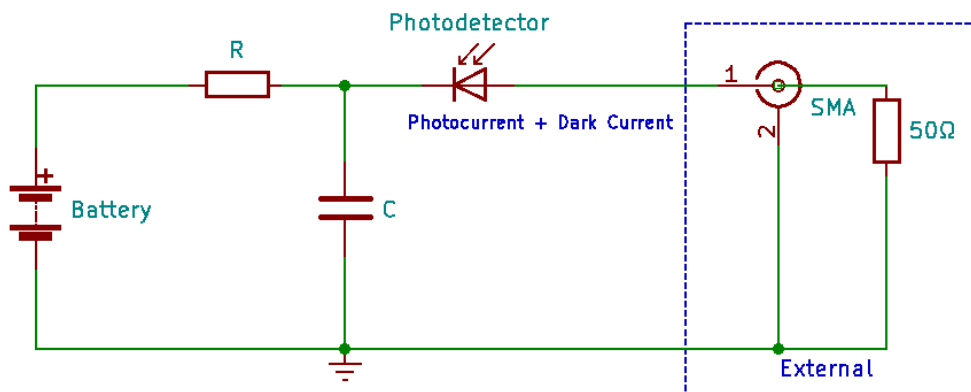 Photodetector
R
1
SMA
Photocurrent + Dark Current
2
50Ω
+
Battery
C
External